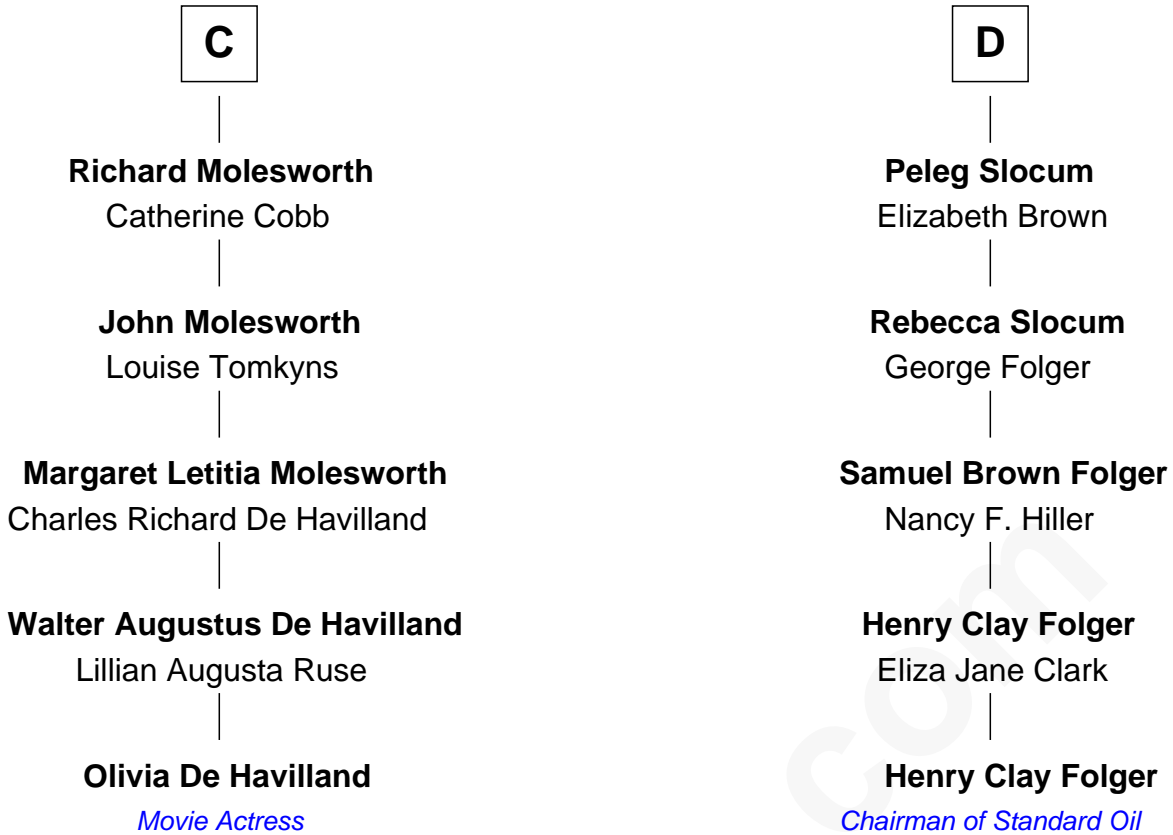 C
Richard Molesworth
Catherine Cobb
John Molesworth
Louise Tomkyns
Margaret Letitia Molesworth
Charles Richard De Havilland
Walter Augustus De Havilland
Lillian Augusta Ruse
Olivia De Havilland
Movie Actress
D
Peleg Slocum
Elizabeth Brown
Rebecca Slocum
George Folger
Samuel Brown Folger
Nancy F. Hiller
Henry Clay Folger
Eliza Jane Clark
Henry Clay Folger
Chairman of Standard Oil
com